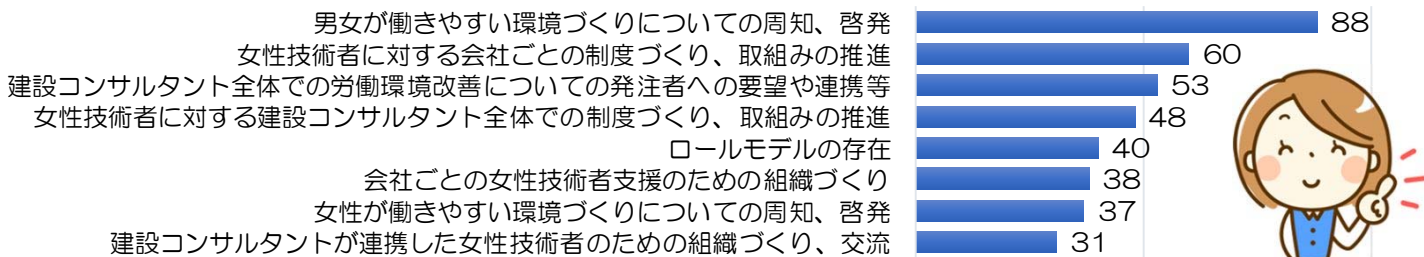 男女が働きやすい環境づくりについての周知、啓発 88
女性技術者に対する会社ごとの制度づくり、取組みの推進 60
建設コンサルタント全体での労働環境改善についての発注者への要望や連携等 53
女性技術者に対する建設コンサルタント全体での制度づくり、取組みの推進 48
ロールモデルの存在 40
会社ごとの女性技術者支援のための組織づくり 38
女性が働きやすい環境づくりについての周知、啓発 37
建設コンサルタントが連携した女性技術者のための組織づくり、交流 31